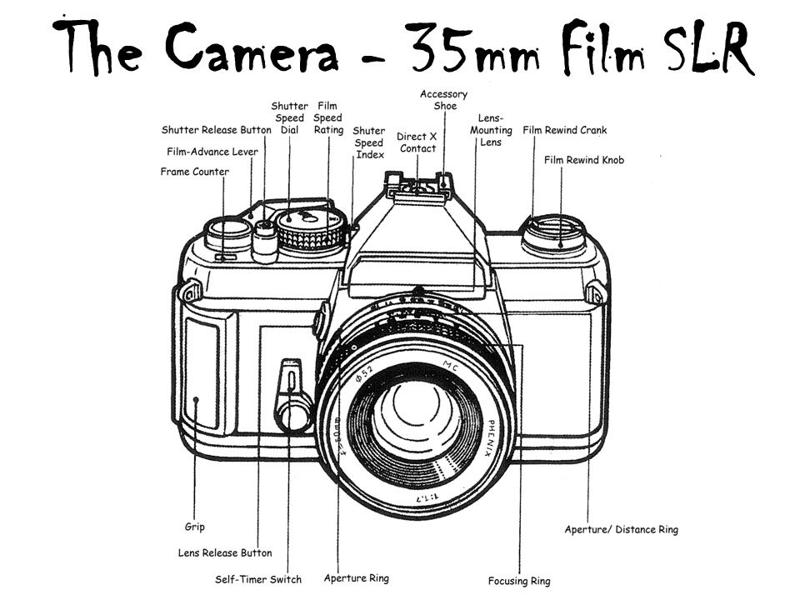 The Camera - 35mm Film SLR
Accessory
Shoe
Shutter
Speed
Dial
Film
Speed
Rating
Lens-
Mounting
Lens
Shutter Release Button
Shuter
Speed
Index
Direct X
Contact
Film Rewind Crank
Film-Advance Lever
Film Rewind Knob
Frame Counter
Ø52
MC
PHENIX
1:1.7
Grip
Aperture/ Distance Ring
Lens Release Button
Self-Timer Switch
Aperture Ring
Focusing Ring